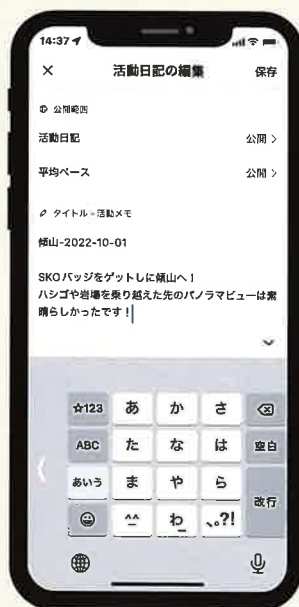 14:37
× 活動日記の編集 保存
公開範囲
活動日記 公開 >
平均ペース 公開 >
タイトル・活動メモ
傾山-2022-10-01
SKOバッジをゲットしに傾山へ！
ハシゴや岩場を乗り越えた先のパノラマビューは素
晴らしかったです！
☆123 あ か さ
ABC た な は 空白
あいう ま や ら 改行
^^ わ_ 、。?!